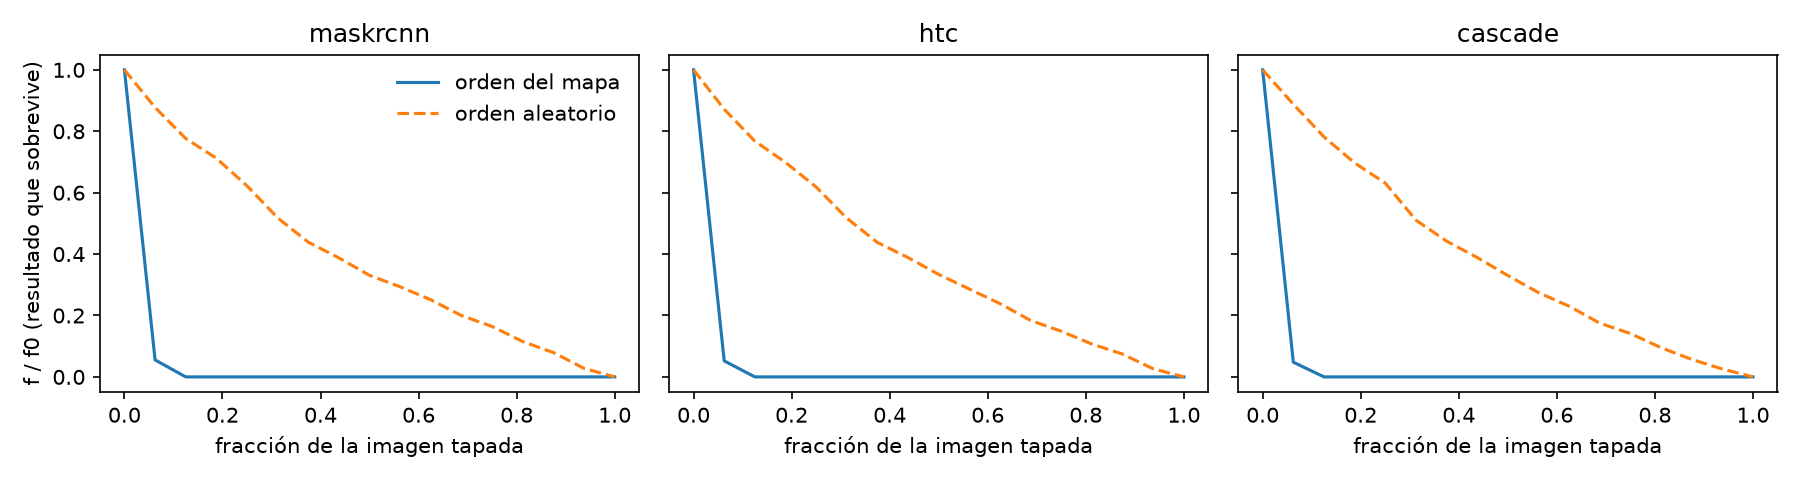 maskrcnn
htc
cascade
f / f0 (resultado que sobrevive)
1.0
0.8
0.6
0.4
0.2
0.0
orden del mapa
orden aleatorio
0.0 0.2 0.4 0.6 0.8 1.0
0.0 0.2 0.4 0.6 0.8 1.0
0.0 0.2 0.4 0.6 0.8 1.0
fracción de la imagen tapada
fracción de la imagen tapada
fracción de la imagen tapada